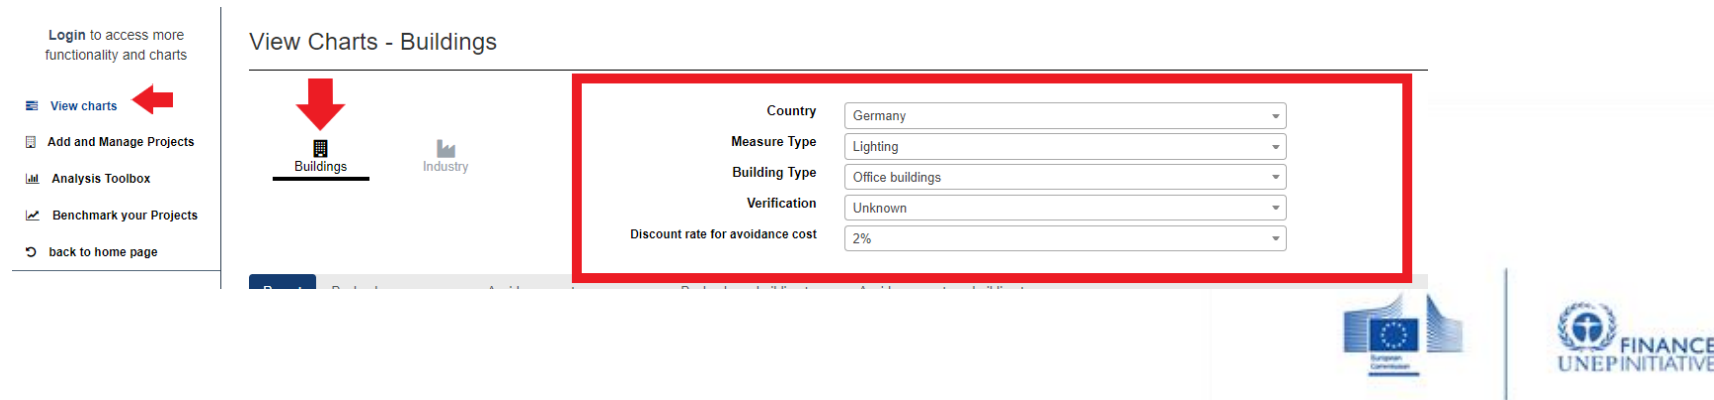 Login to access more
functionality and charts
View charts
Add and Manage Projects
Analysis Toolbox
Benchmark your Projects
back to home page
View Charts - Buildings
Buildings
Industry
Country
Germany
Measure Type
Lighting
Building Type
Office buildings
Verification
Unknown
Discount rate for avoidance cost
2%
European
Commission
FINANCE
UNEP INITIATIVE